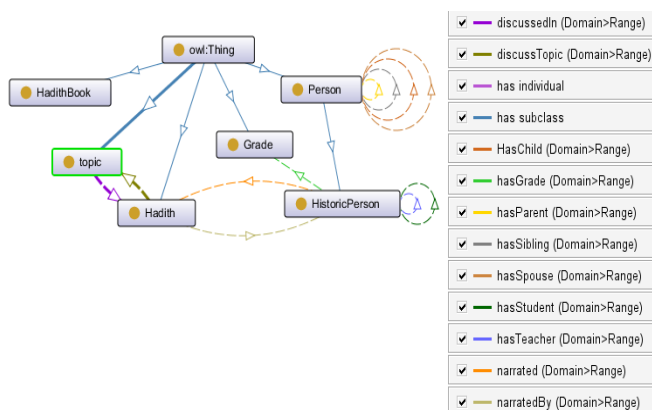 owl:Thing
HadithBook
Person
Grade
topic
Hadith
HistoricPerson
discussedIn (Domain>Range)
discussTopic (Domain>Range)
has individual
has subclass
HasChild (Domain>Range)
hasGrade (Domain>Range)
hasParent (Domain>Range)
hasSibling (Domain>Range)
hasSpouse (Domain>Range)
hasStudent (Domain>Range)
hasTeacher (Domain>Range)
narrated (Domain>Range)
narratedBy (Domain>Range)